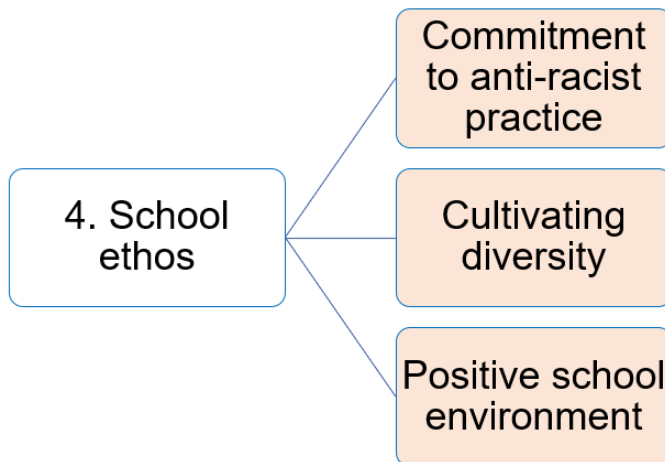 4. School
ethos
Commitment
to anti-racist
practice
Cultivating
diversity
Positive school
environment